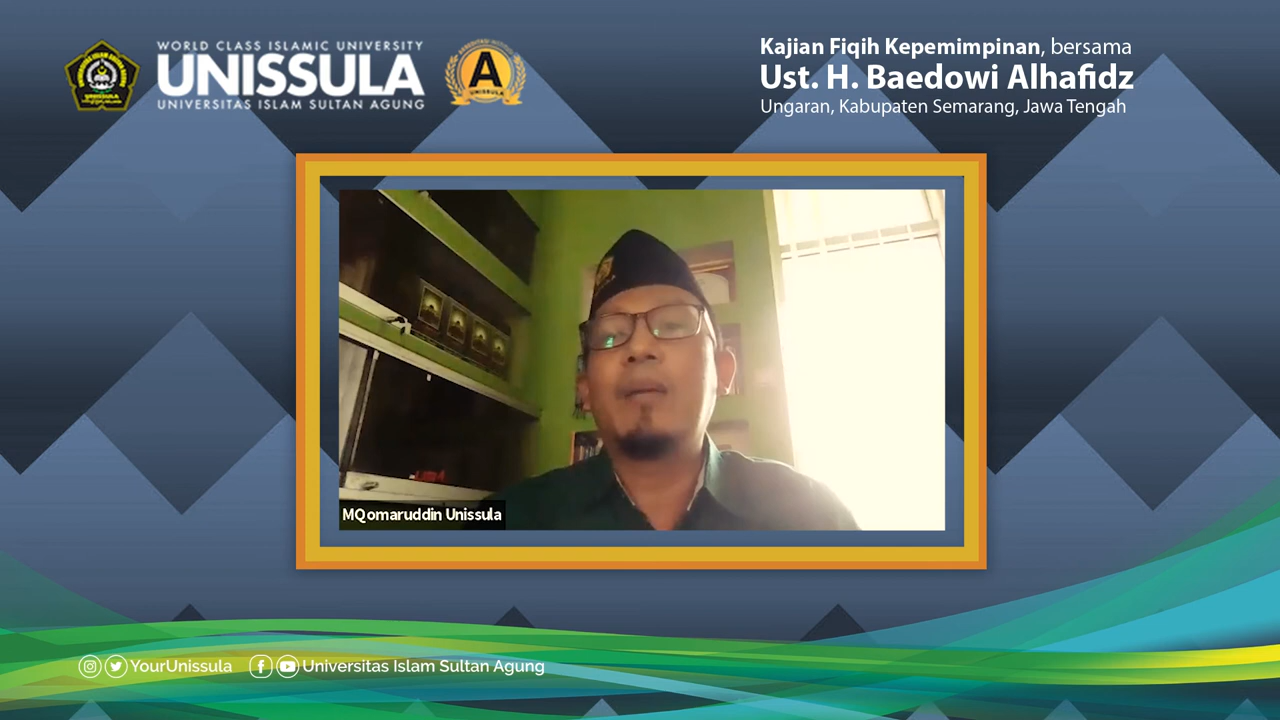 WORLD CLASS ISLAMIC UNIVERSITY
UNISSULA
UNIVERSITAS ISLAM SULTAN AGUNG
A
UNISSULA
Kajian Fiqih Kepemimpinan, bersama
Ust. H. Baedowi Alhafidz
Ungaran, Kabupaten Semarang, Jawa Tengah
MQomaruddin Unissula
YourUnissula
Universitas Islam Sultan Agung